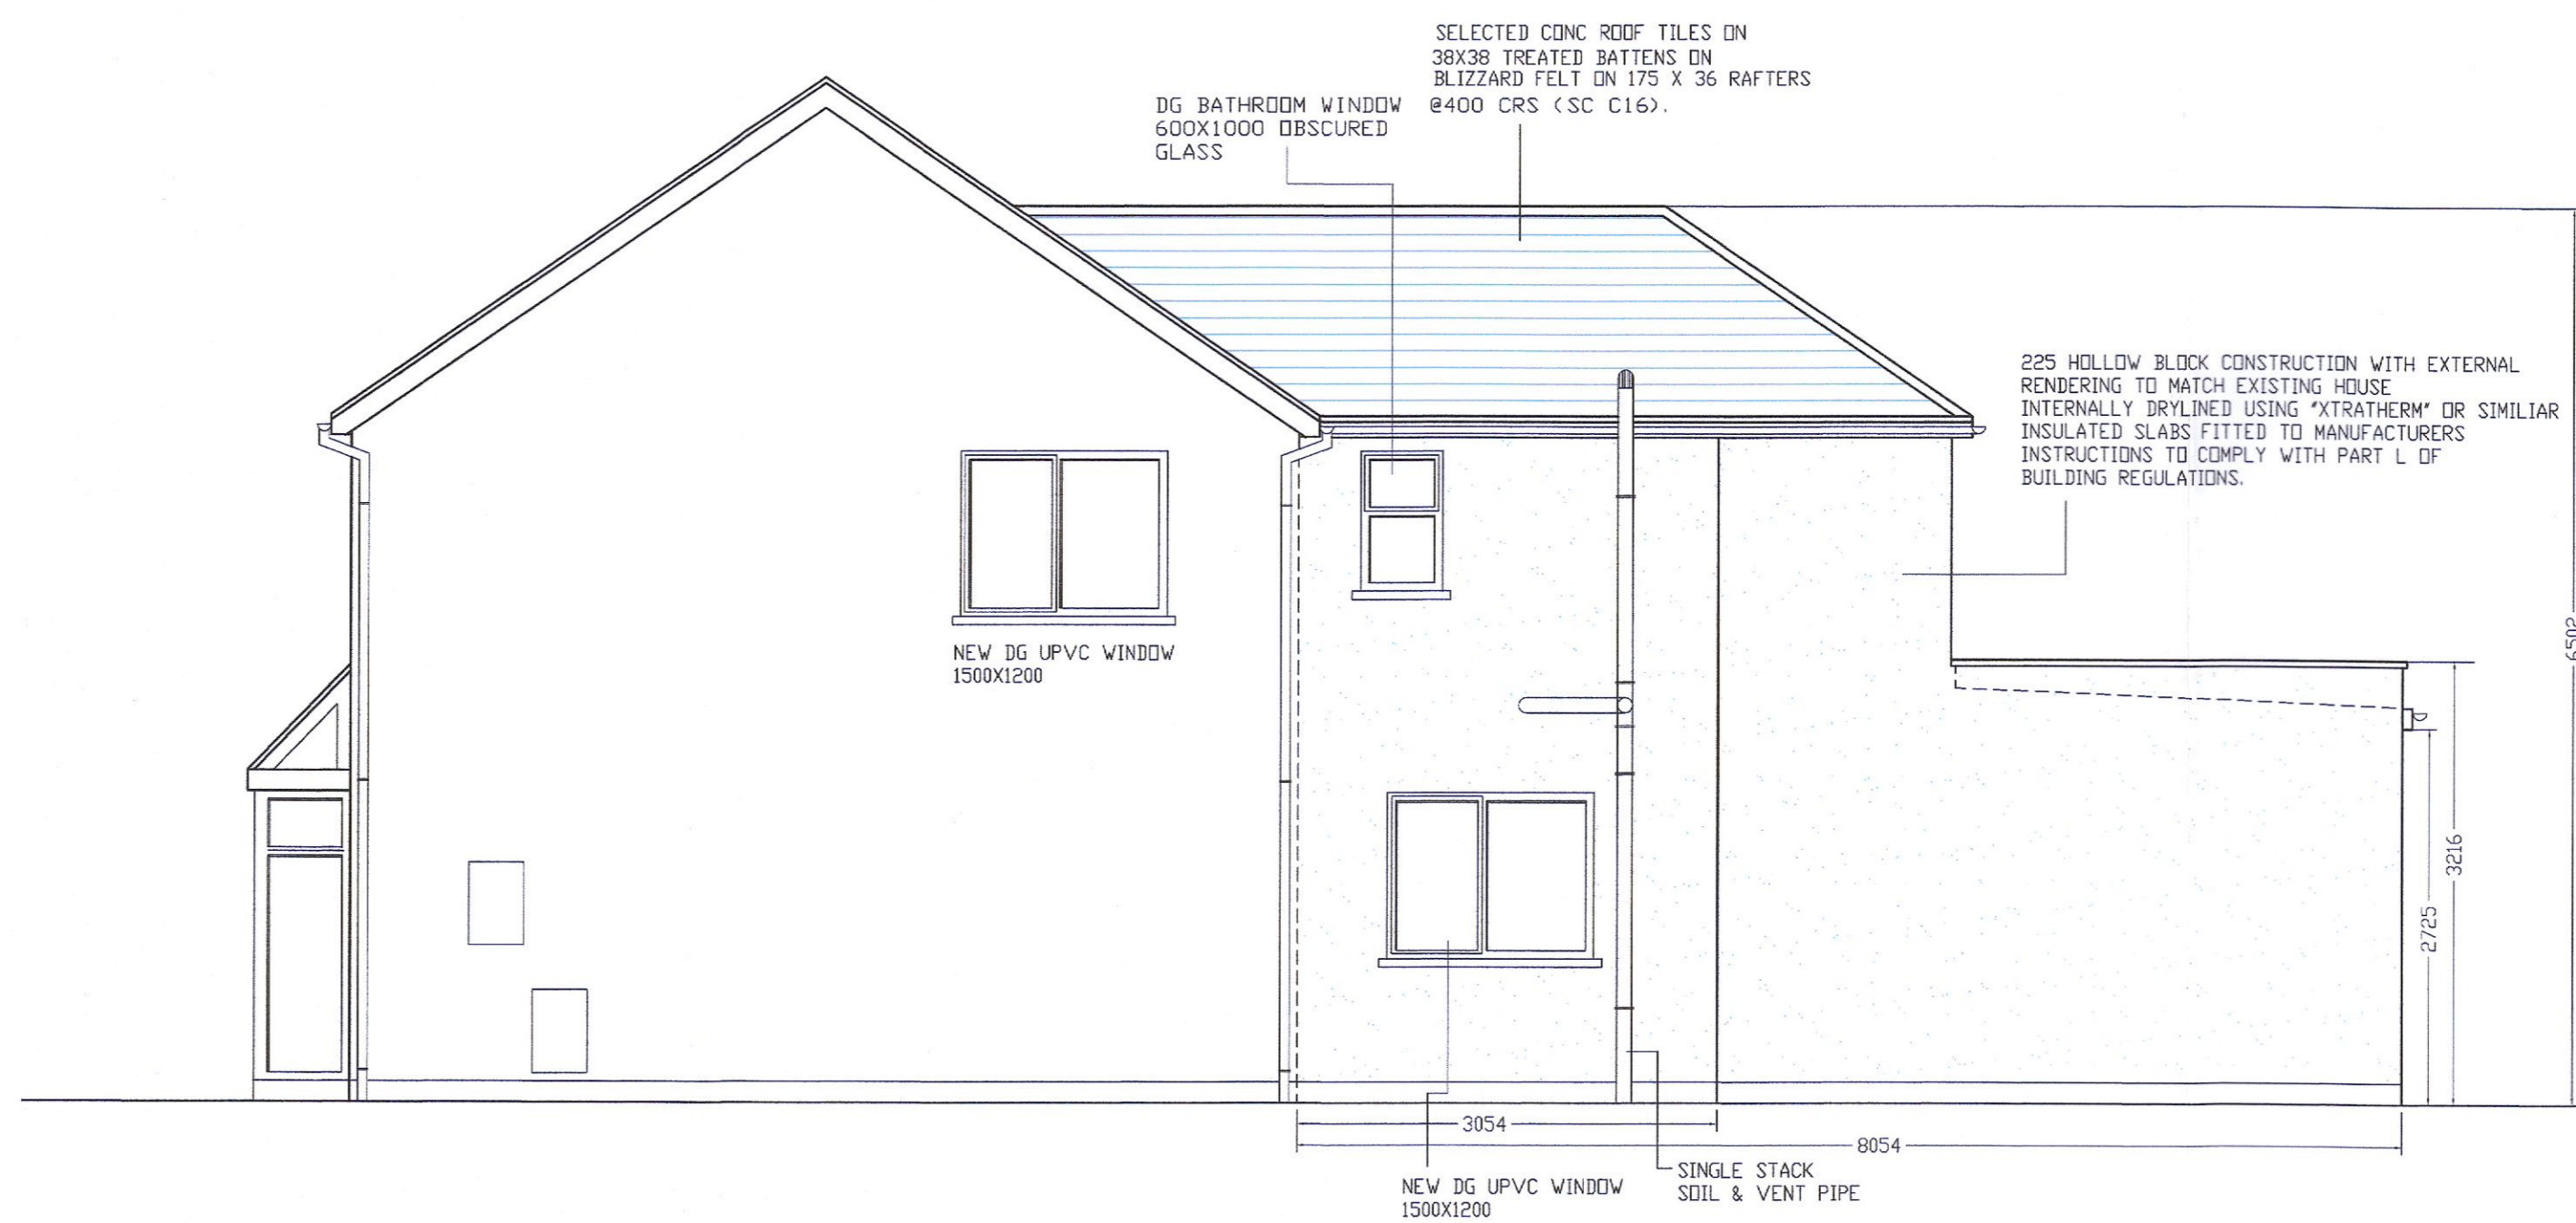 SELECTED CONC ROOF TILES ON
38X38 TREATED BATTENS ON
BLIZZARD FELT ON 175 X 36 RAFTERS
@400 CRS (SC C16).
DG BATHROOM WINDOW
600X1000 OBSCURED
GLASS
225 HOLLOW BLOCK CONSTRUCTION WITH EXTERNAL
RENDERING TO MATCH EXISTING HOUSE
INTERNALLY DRYLINED USING "XTRATHERM" OR SIMILIAR
INSULATED SLABS FITTED TO MANUFACTURERS
INSTRUCTIONS TO COMPLY WITH PART L OF
BUILDING REGULATIONS.
NEW DG UPVC WINDOW
1500X1200
6502
3216
2725
3054
8054
SINGLE STACK
SOIL & VENT PIPE
NEW DG UPVC WINDOW
1500X1200